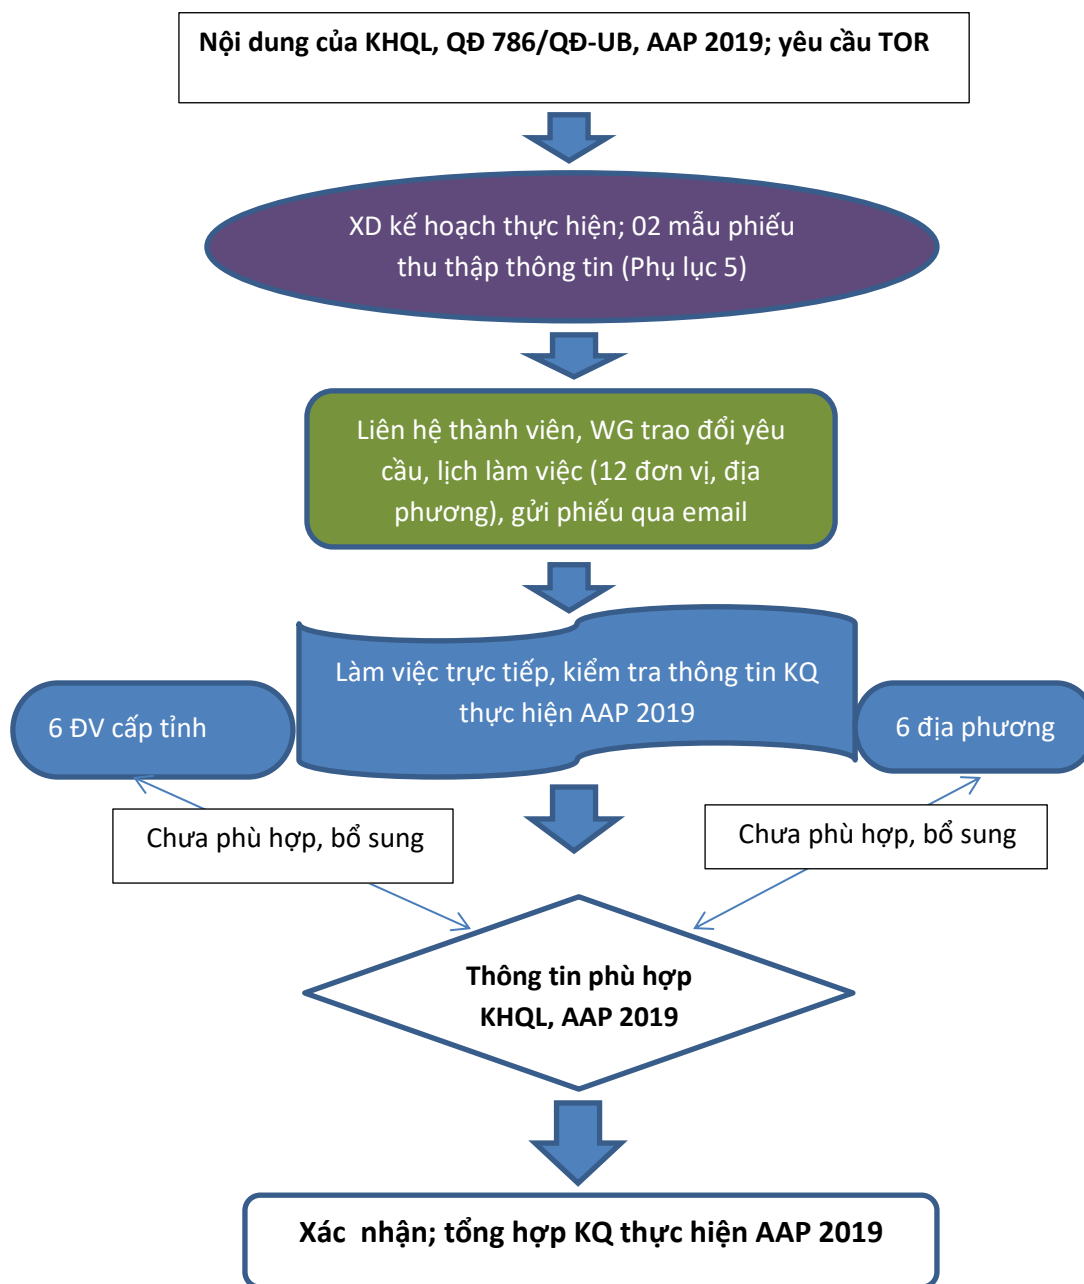 Nội dung của KHQL, QĐ 786/QĐ-UB, AAP 2019; yêu cầu TOR
XD kế hoạch thực hiện; 02 mẫu phiếu
thu thập thông tin (Phụ lục 5)
Liên hệ thành viên, WG trao đổi yêu
cầu, lịch làm việc (12 đơn vị, địa
phương), gửi phiếu qua email
Làm việc trực tiếp, kiểm tra thông tin KQ
thực hiện AAP 2019
6 ĐV cấp tỉnh
6 địa phương
Chưa phù hợp, bổ sung
Chưa phù hợp, bổ sung
Thông tin phù hợp
KHQL, AAP 2019
Xác nhận; tổng hợp KQ thực hiện AAP 2019